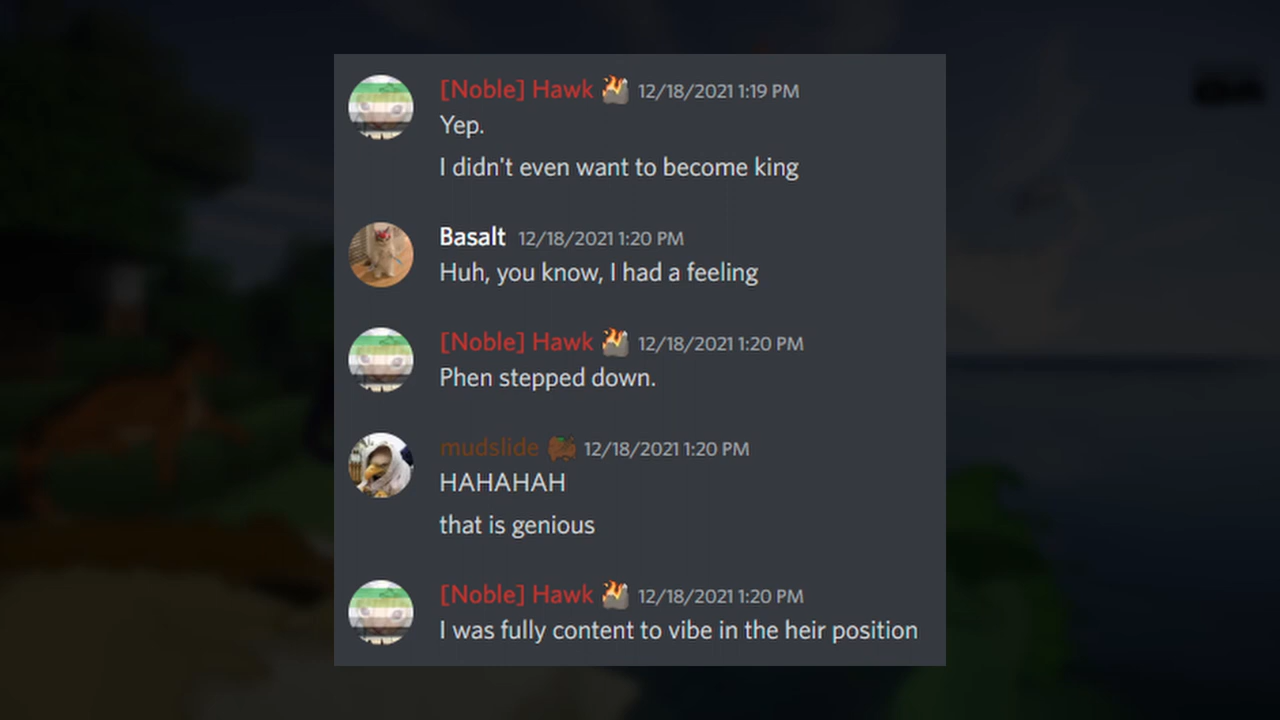 [Noble] Hawk 12/18/2021 1:19 PM
Yep.
I didn't even want to become king
Basalt 12/18/2021 1:20 PM
Huh, you know, I had a feeling
[Noble] Hawk 12/18/2021 1:20 PM
Phen stepped down.
mudslide 12/18/2021 1:20 PM
HAHAHAH
that is genious
[Noble] Hawk 12/18/2021 1:20 PM
I was fully content to vibe in the heir position